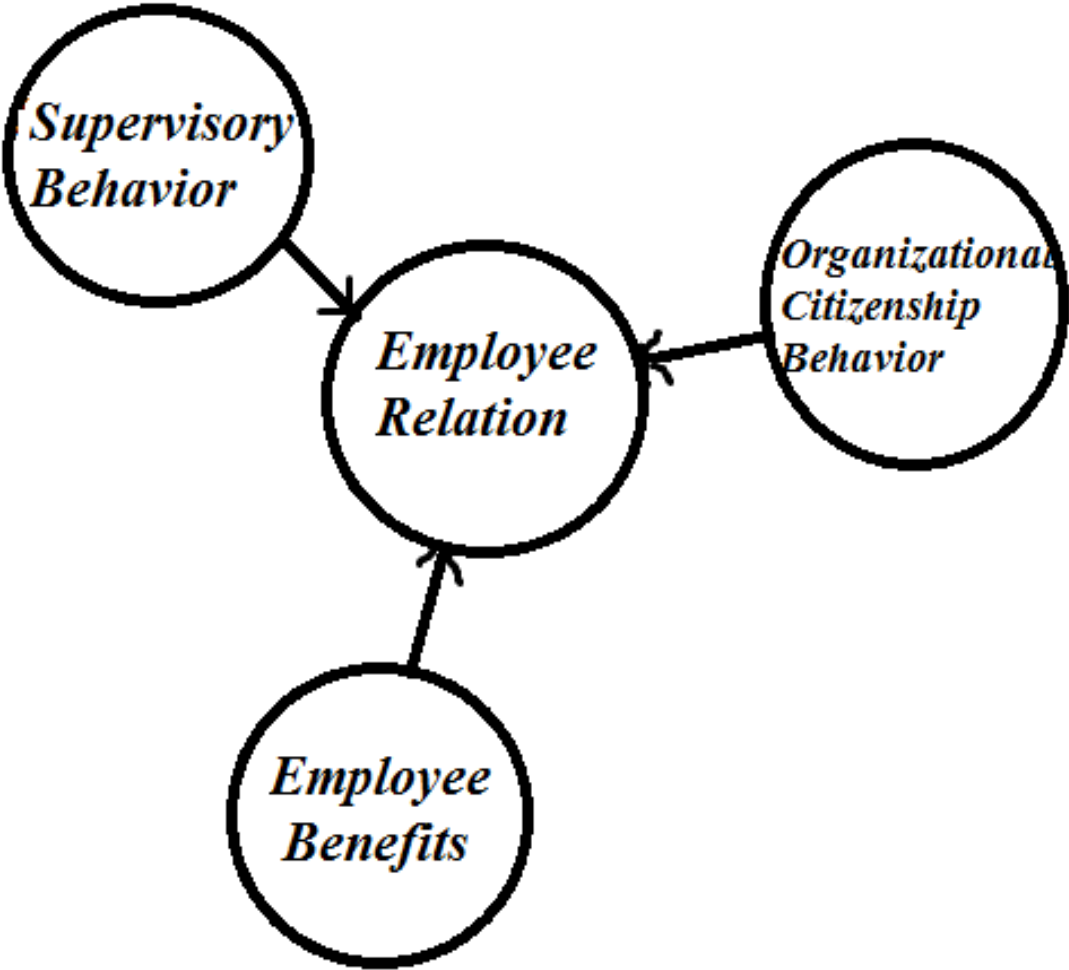 Supervisory
Behavior
Organizational
Citizenship
Behavior
Employee
Relation
Employee
Benefits